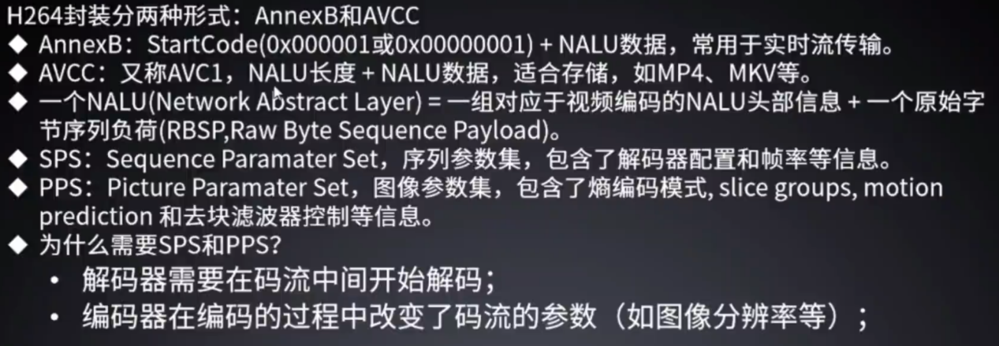 H264封装分两种形式：AnnexB和AVCC
◆ AnnexB：StartCode(0x000001或0x00000001) + NALU数据，常用于实时流传输。
◆ AVCC：又称AVC1，NALU长度 + NALU数据，适合存储，如MP4、MKV等。
◆ 一个NALU(Network Abstract Layer) = 一组对应于视频编码的NALU头部信息 + 一个原始字
节序列负荷(RBSP,Raw Byte Sequence Payload)。
◆ SPS：Sequence Paramater Set，序列参数集，包含了解码器配置和帧率等信息。
◆ PPS：Picture Paramater Set，图像参数集，包含了熵编码模式, slice groups, motion
prediction 和去块滤波器控制等信息。
◆ 为什么需要SPS和PPS？
• 解码器需要在码流中间开始解码；
• 编码器在编码的过程中改变了码流的参数（如图像分辨率等）；